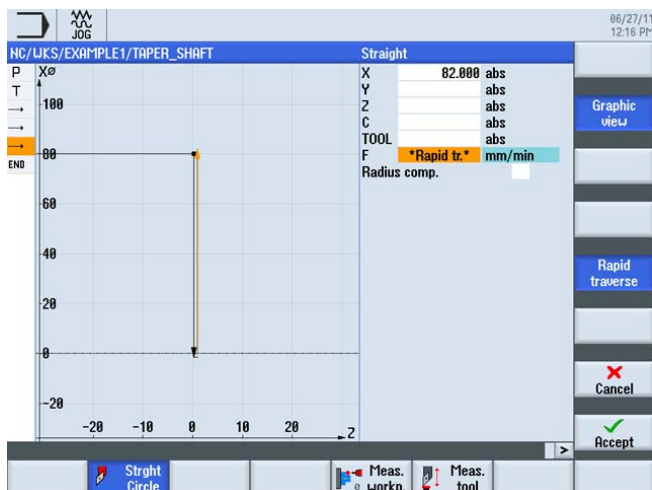 JOG
06/27/11
12:16 PM
NC/WKS/EXAMPLE1/TAPER_SHAFT
Straight
P
T
END
XØ
100
80
60
40
20
0
-20
-20
-10
0
10
20
Z
X 82.000 abs
Y abs
Z abs
C abs
TOOL abs
F *Rapid tr.* mm/min
Radius comp.
Graphic
view
Rapid
traverse
Cancel
Accept
>
Strght
Circle
Meas.
workp.
Meas.
tool